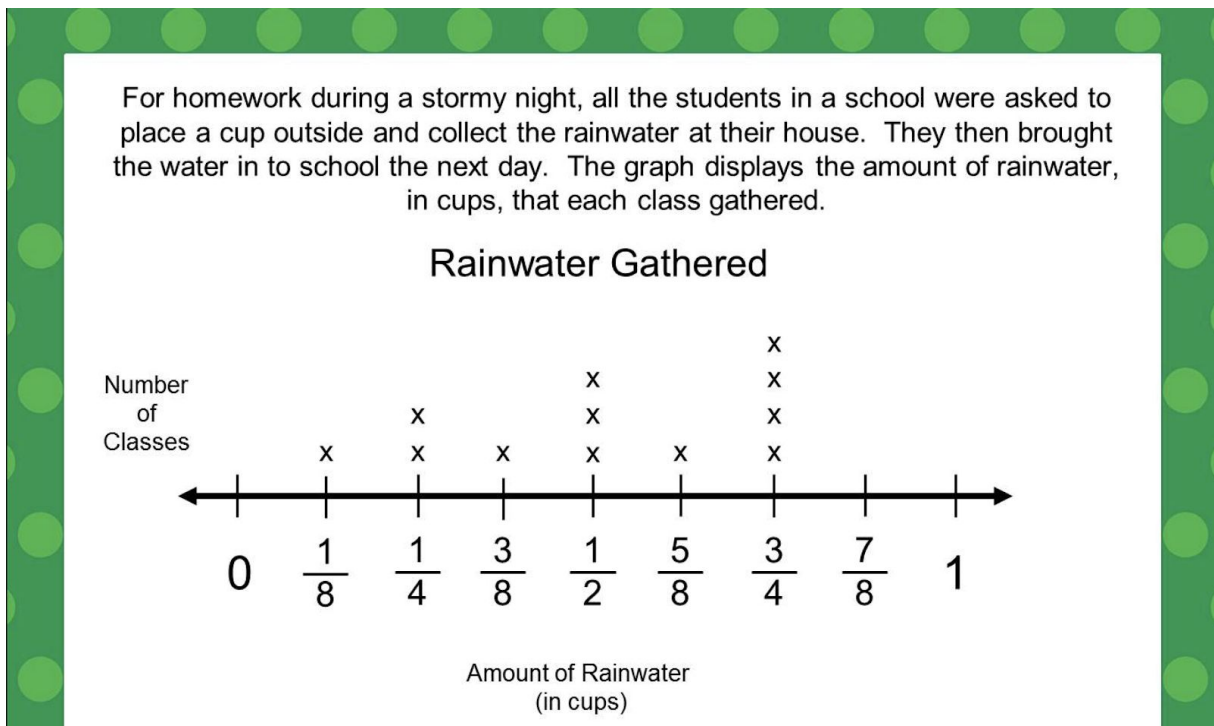 For homework during a stormy night, all the students in a school were asked to
place a cup outside and collect the rainwater at their house.  They then brought
the water in to school the next day.  The graph displays the amount of rainwater,
in cups, that each class gathered.
Rainwater Gathered
x
x x
x x x
x x x x x x
Number
of
Classes
0 1/8 1/4 3/8 1/2 5/8 3/4 7/8 1
Amount of Rainwater
(in cups)